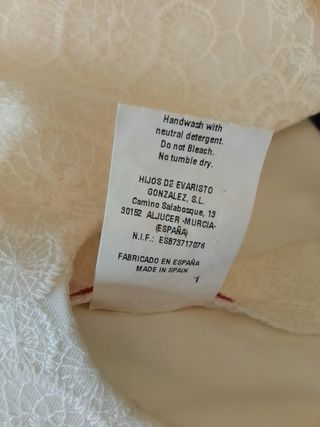 Handwash with
neutral detergent.
Do not Bleach.
No tumble dry.
HIJOS DE EVARISTO
GONZALEZ, S.L.
Camino Salabosque, 13
30152 ALJUCER -MURCIA-
(ESPAÑA)
N.I.F.: ES873717076
FABRICADO EN ESPAÑA
MADE IN SPAIN
1